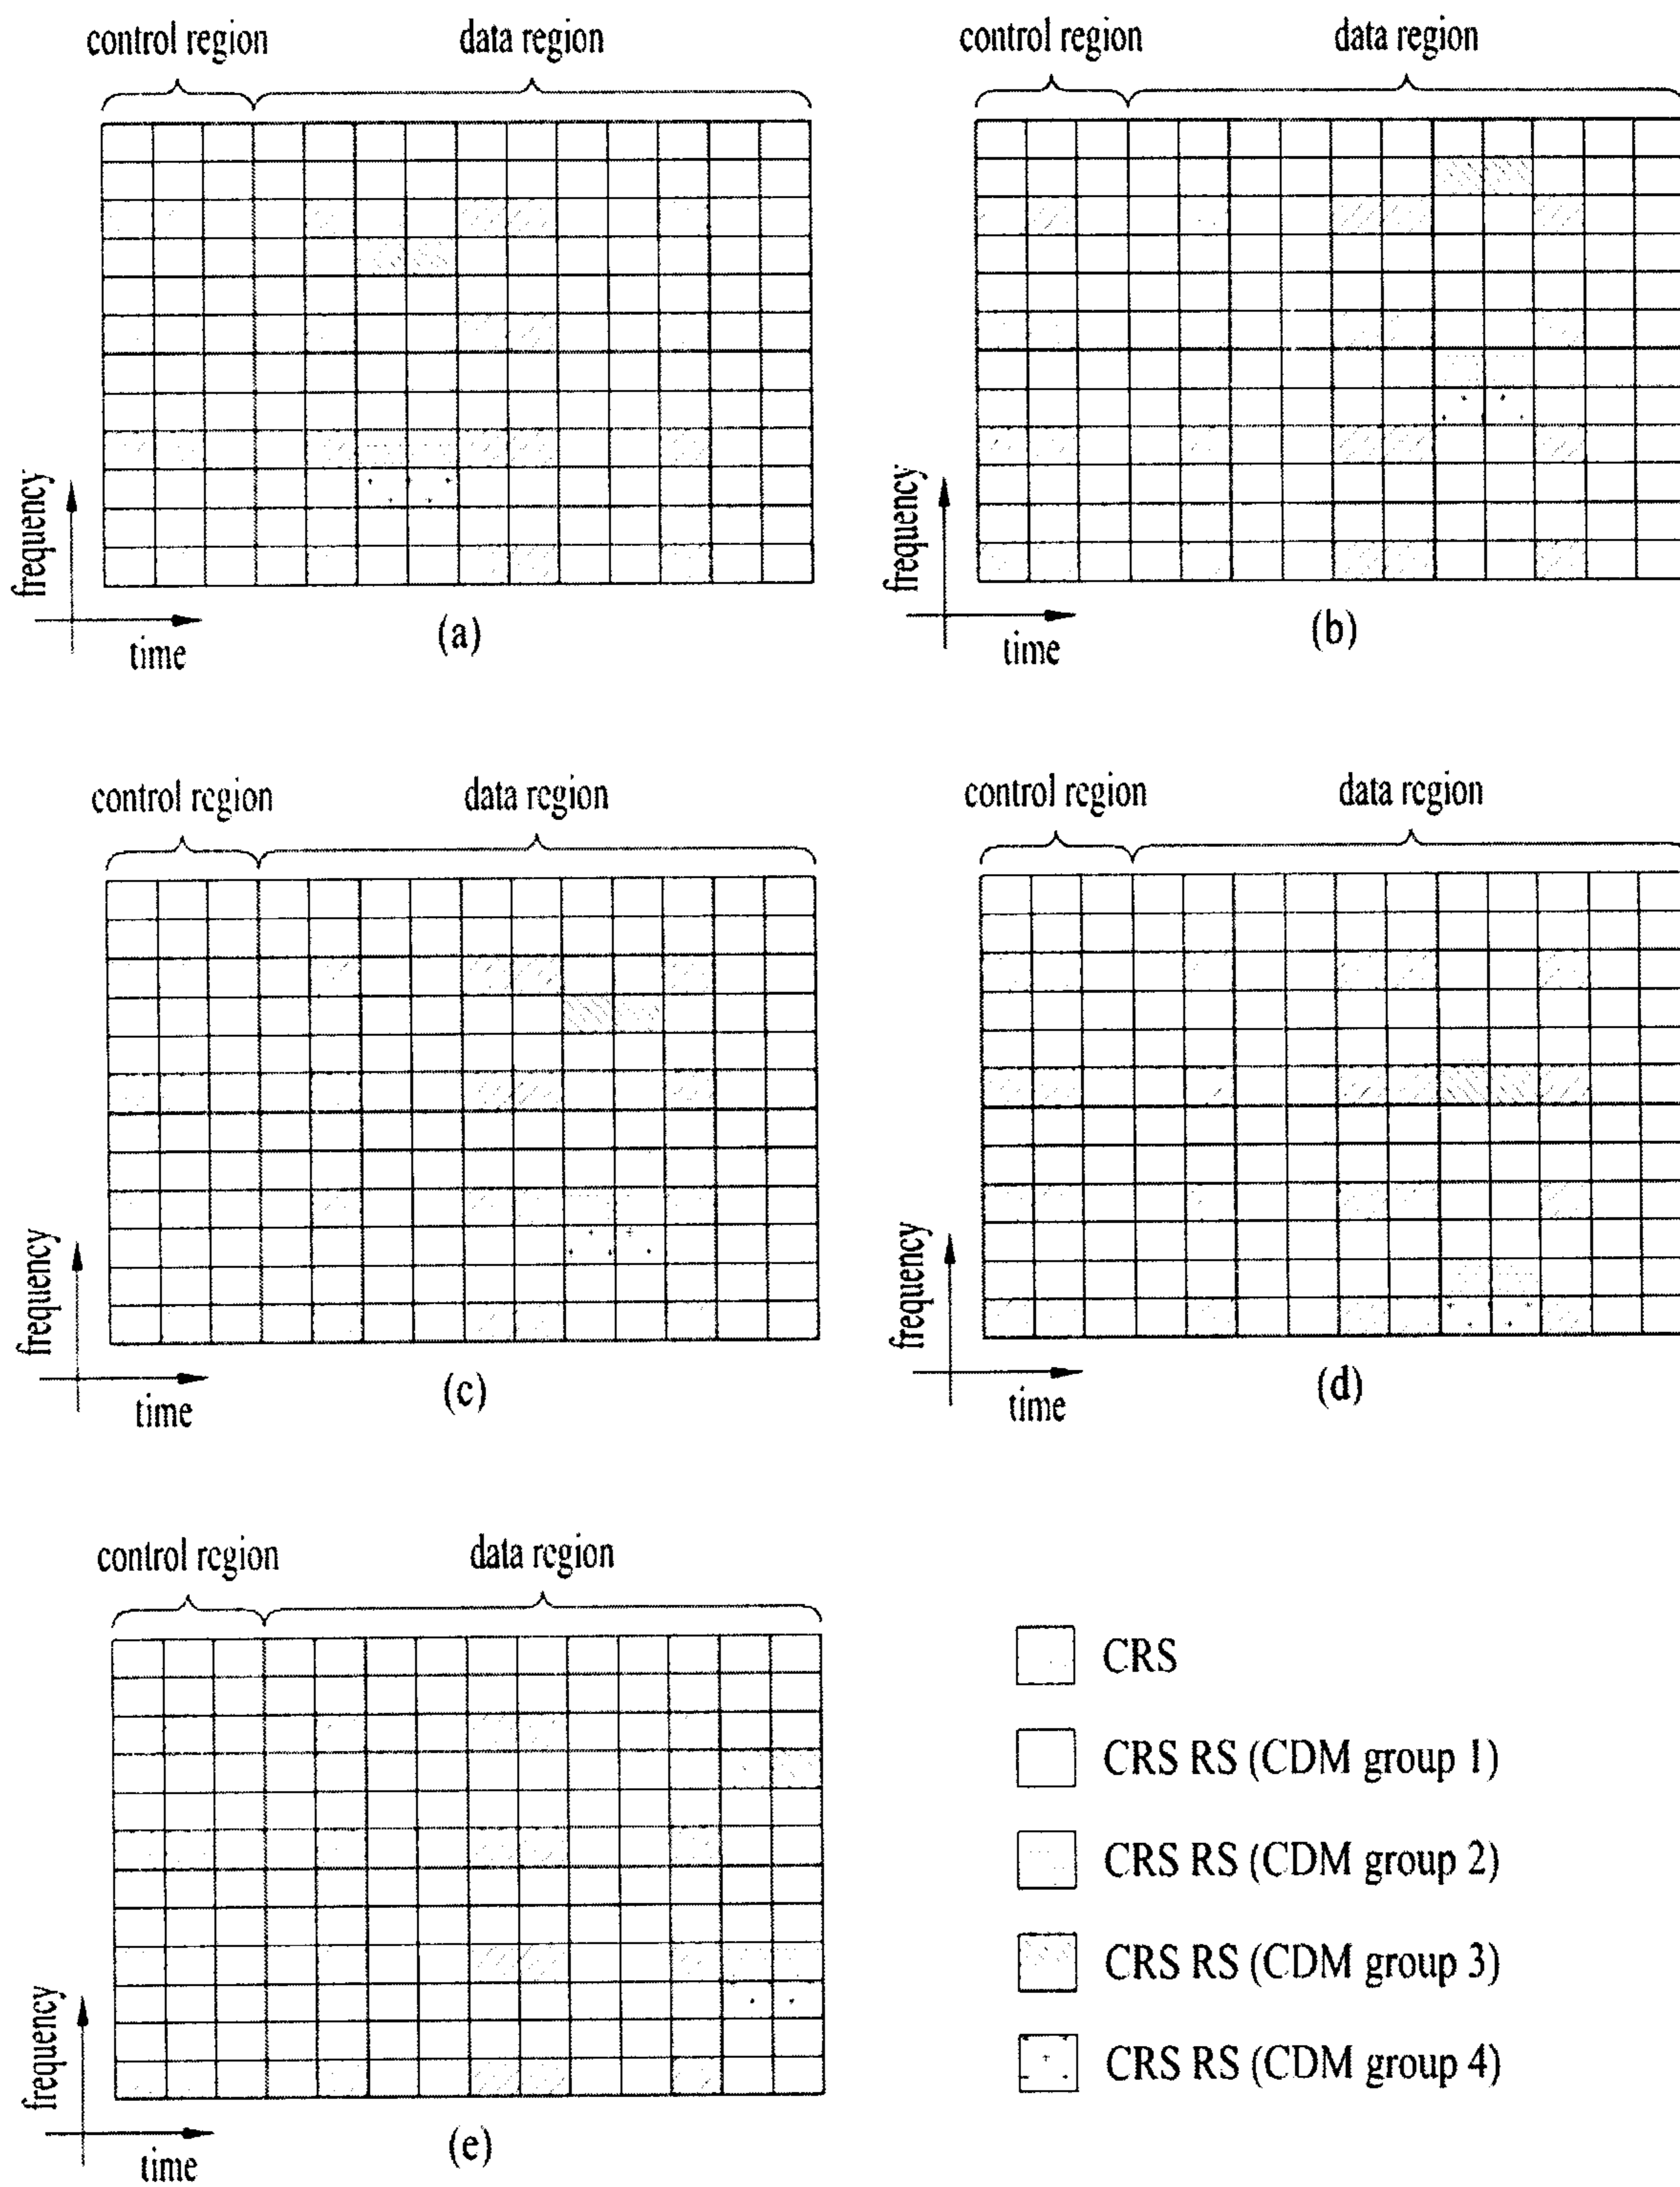 control region data region
control region data region
frequency
time
(a)
frequency
time
(b)
control region data region
control region data region
frequency
time
(c)
frequency
time
(d)
control region data region
frequency
time
(e)
CRS
CRS RS (CDM group 1)
CRS RS (CDM group 2)
CRS RS (CDM group 3)
CRS RS (CDM group 4)